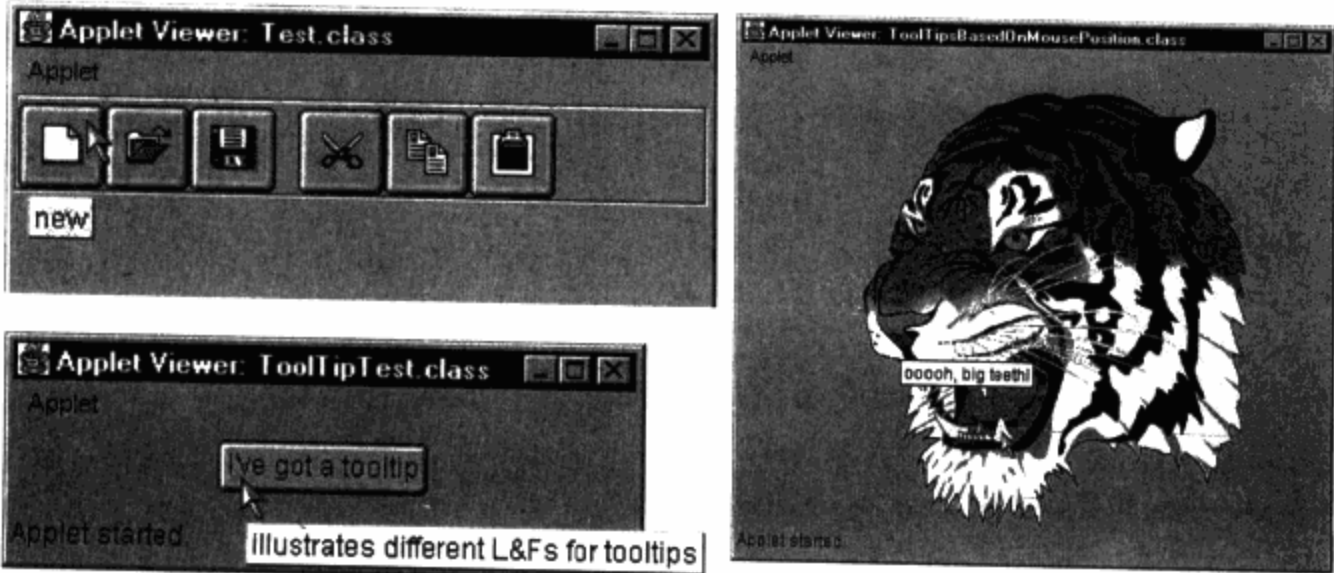 Applet Viewer: Test.class
Applet
new
Applet Viewer: ToolTipTest.class
Applet
I've got a tooltip
Applet started.
illustrates different L&Fs for tooltips
Applet Viewer: ToolTipsBasedOnMousePosition.class
Applet
ooooh, big teeth!
Applet started.